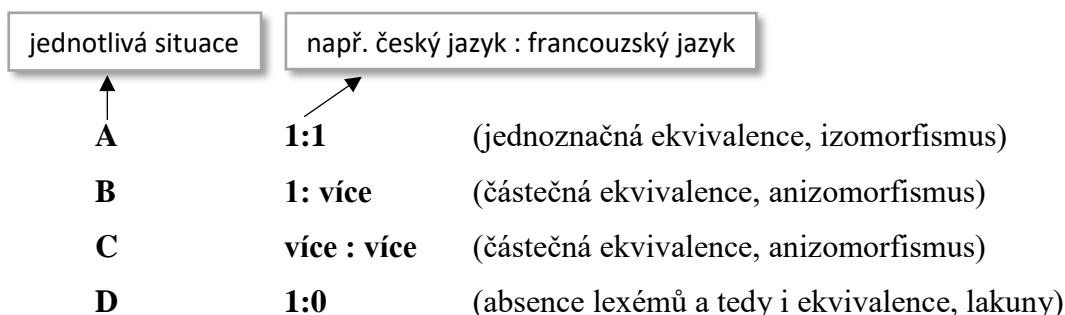 jednotlivá situace např. český jazyk : francouzský jazyk
A 1:1 (jednoznačná ekvivalence, izomorfismus)
B 1: více (částečná ekvivalence, anizomorfismus)
C více : více (částečná ekvivalence, anizomorfismus)
D 1:0 (absence lexémů a tedy i ekvivalence, lakuny)